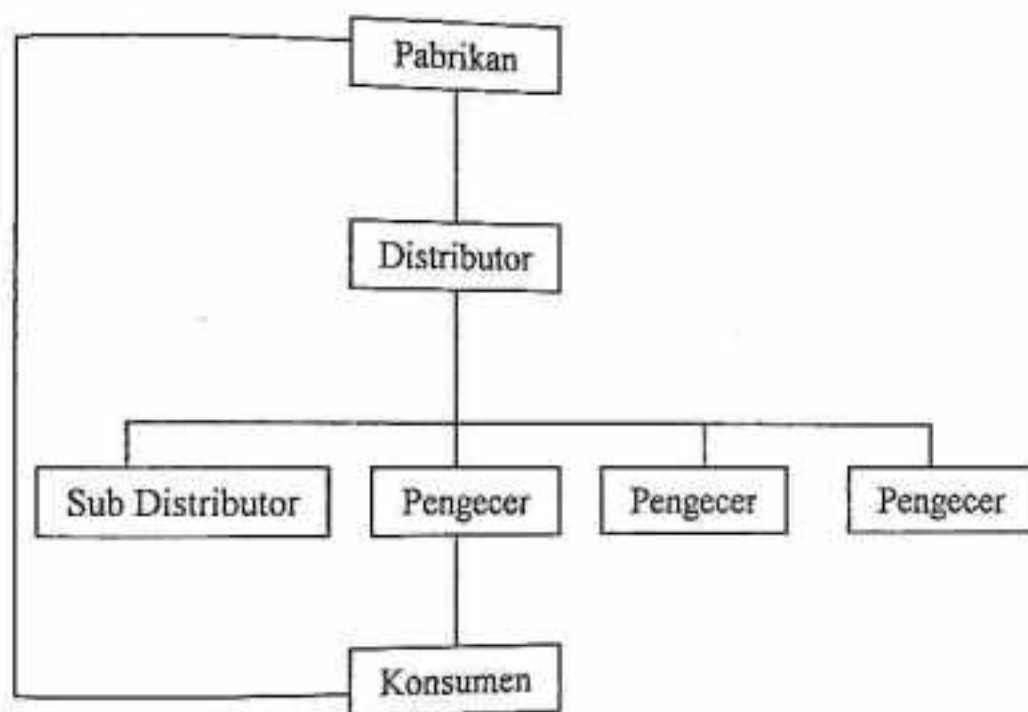 Pabrikan
Distributor
Sub Distributor
Pengecer
Pengecer
Pengecer
Konsumen